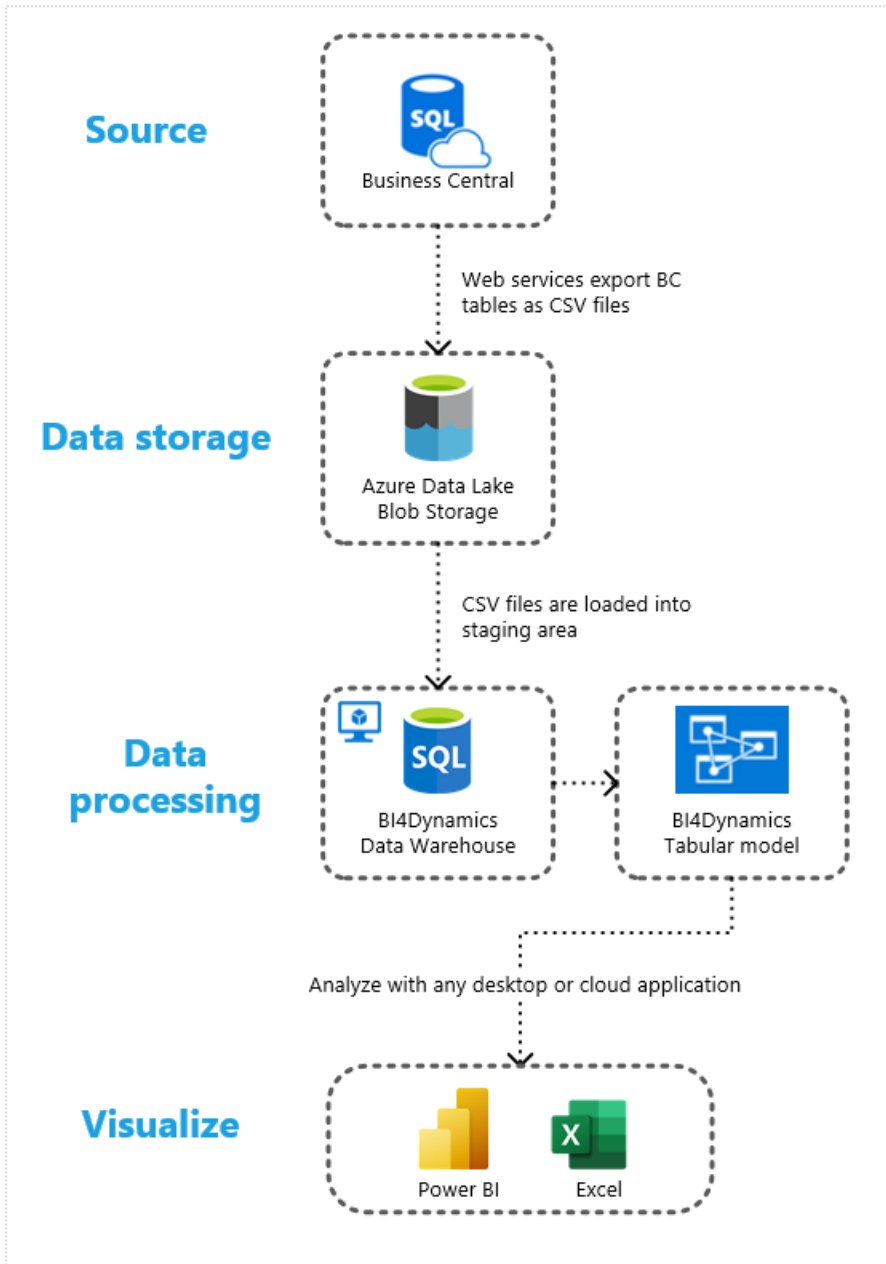 Source
SQL
Business Central
Web services export BC
tables as CSV files
Data storage
Azure Data Lake
Blob Storage
CSV files are loaded into
staging area
Data
processing
SQL
BI4Dynamics
Data Warehouse
BI4Dynamics
Tabular model
Analyze with any desktop or cloud application
Visualize
X
Power BI
Excel